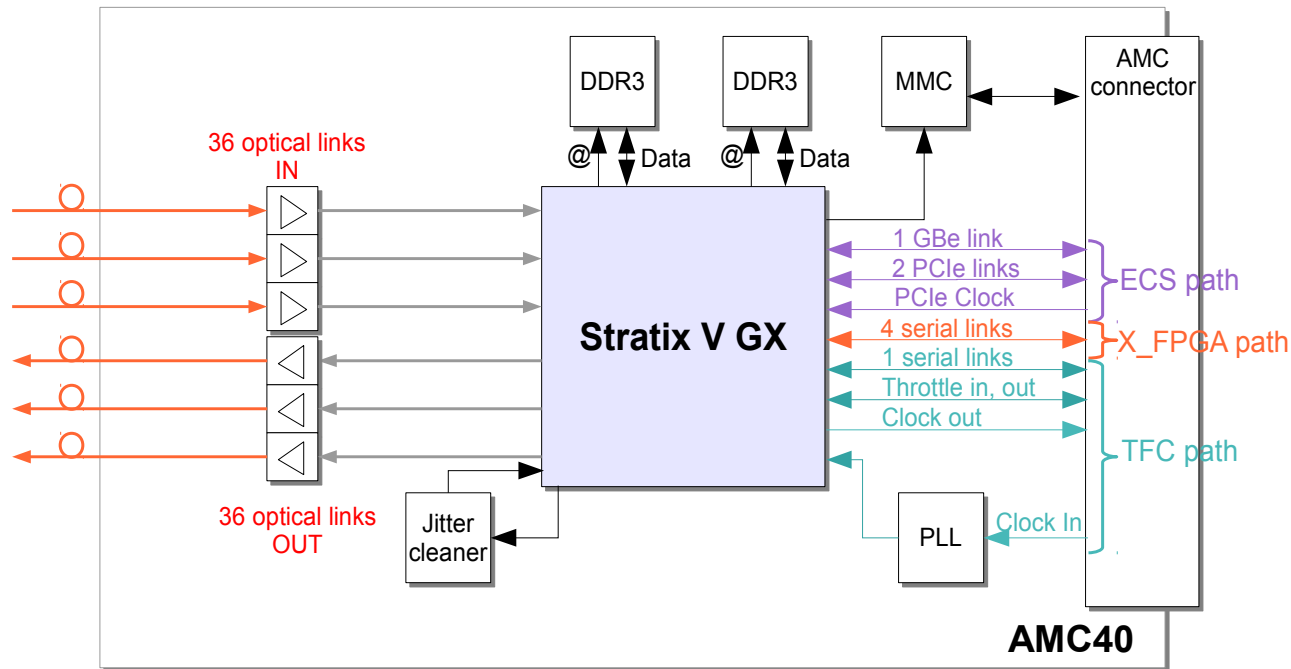 DDR3
DDR3
MMC
AMC
connector
36 optical links
IN
@
Data
@
Data
1 GBe link
2 PCIe links
ECS path
PCIe Clock
Stratix V GX
4 serial links
X_FPGA path
1 serial links
Throttle in, out
Clock out
TFC path
36 optical links
OUT
Jitter
cleaner
PLL
Clock In
AMC40